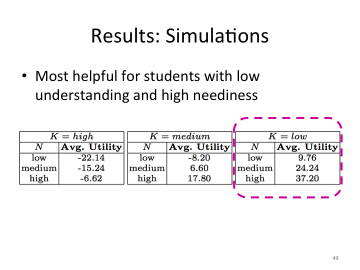 Results: Simulations
• Most helpful for students with low
understanding and high neediness
K = high
N Avg. Utility
low -22.14
medium -15.24
high -6.62
K = medium
N Avg. Utility
low -8.20
medium 6.60
high 17.80
K = low
N Avg. Utility
low 9.76
medium 24.24
high 37.20